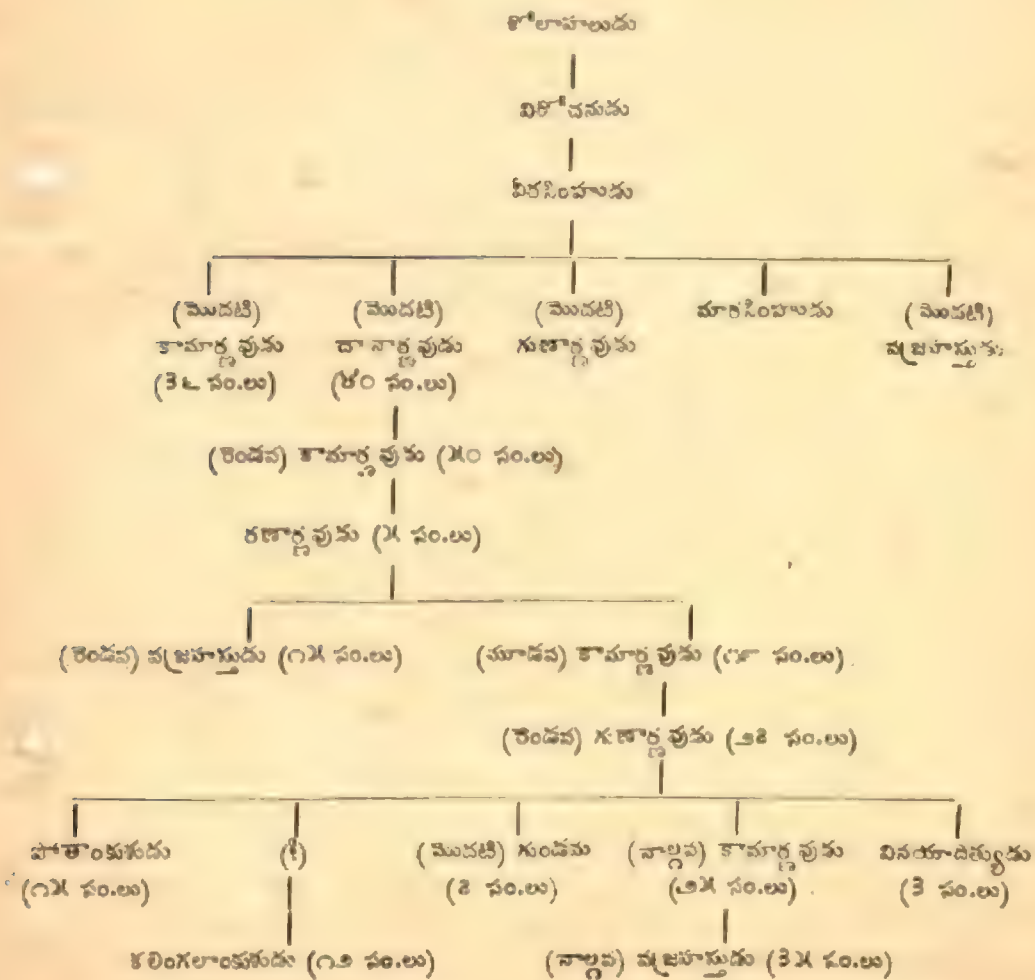 కోలాహలుడు
విరోచనుడు
వీరసింహుడు
(మొదటి) (మొదటి) (మొదటి) మారసింహుడు (మొదటి)
కామార్ణవుడు దానార్ణవుడు గుణార్ణవుడు వజ్రహస్తుడు
(౩౬ సం.లు) (౪౦ సం.లు)
(రెండవ) కామార్ణవుడు (౫౦ సం.లు)
రణార్ణవుడు (౫ సం.లు)
(రెండవ) వజ్రహస్తుడు (౧౫ సం.లు) (మూడవ) కామార్ణవుడు (౧౯ సం.లు)
(రెండవ) గుణార్ణవుడు (౨౭ సం.లు)
పోతాంకుశుడు (?) (మొదటి) గుండమ (నాల్గవ) కామార్ణవుడు వినయాదిత్యుడు
(౧౫ సం.లు) (౭ సం.లు) (౨౫ సం.లు) (౩ సం.లు)
కలింగలాంకుశుడు (౧౨ సం.లు) (నాల్గవ) వజ్రహస్తుడు (౩౫ సం.లు)